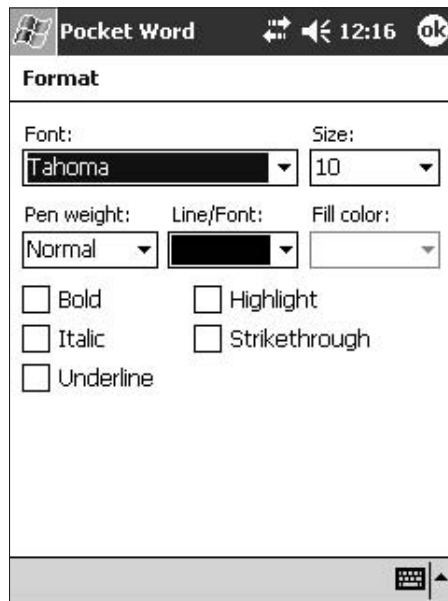 Pocket Word 12:16 ok
Format
Font: Size:
Tahoma 10
Pen weight: Line/Font: Fill color:
Normal
Bold Highlight
Italic Strikethrough
Underline